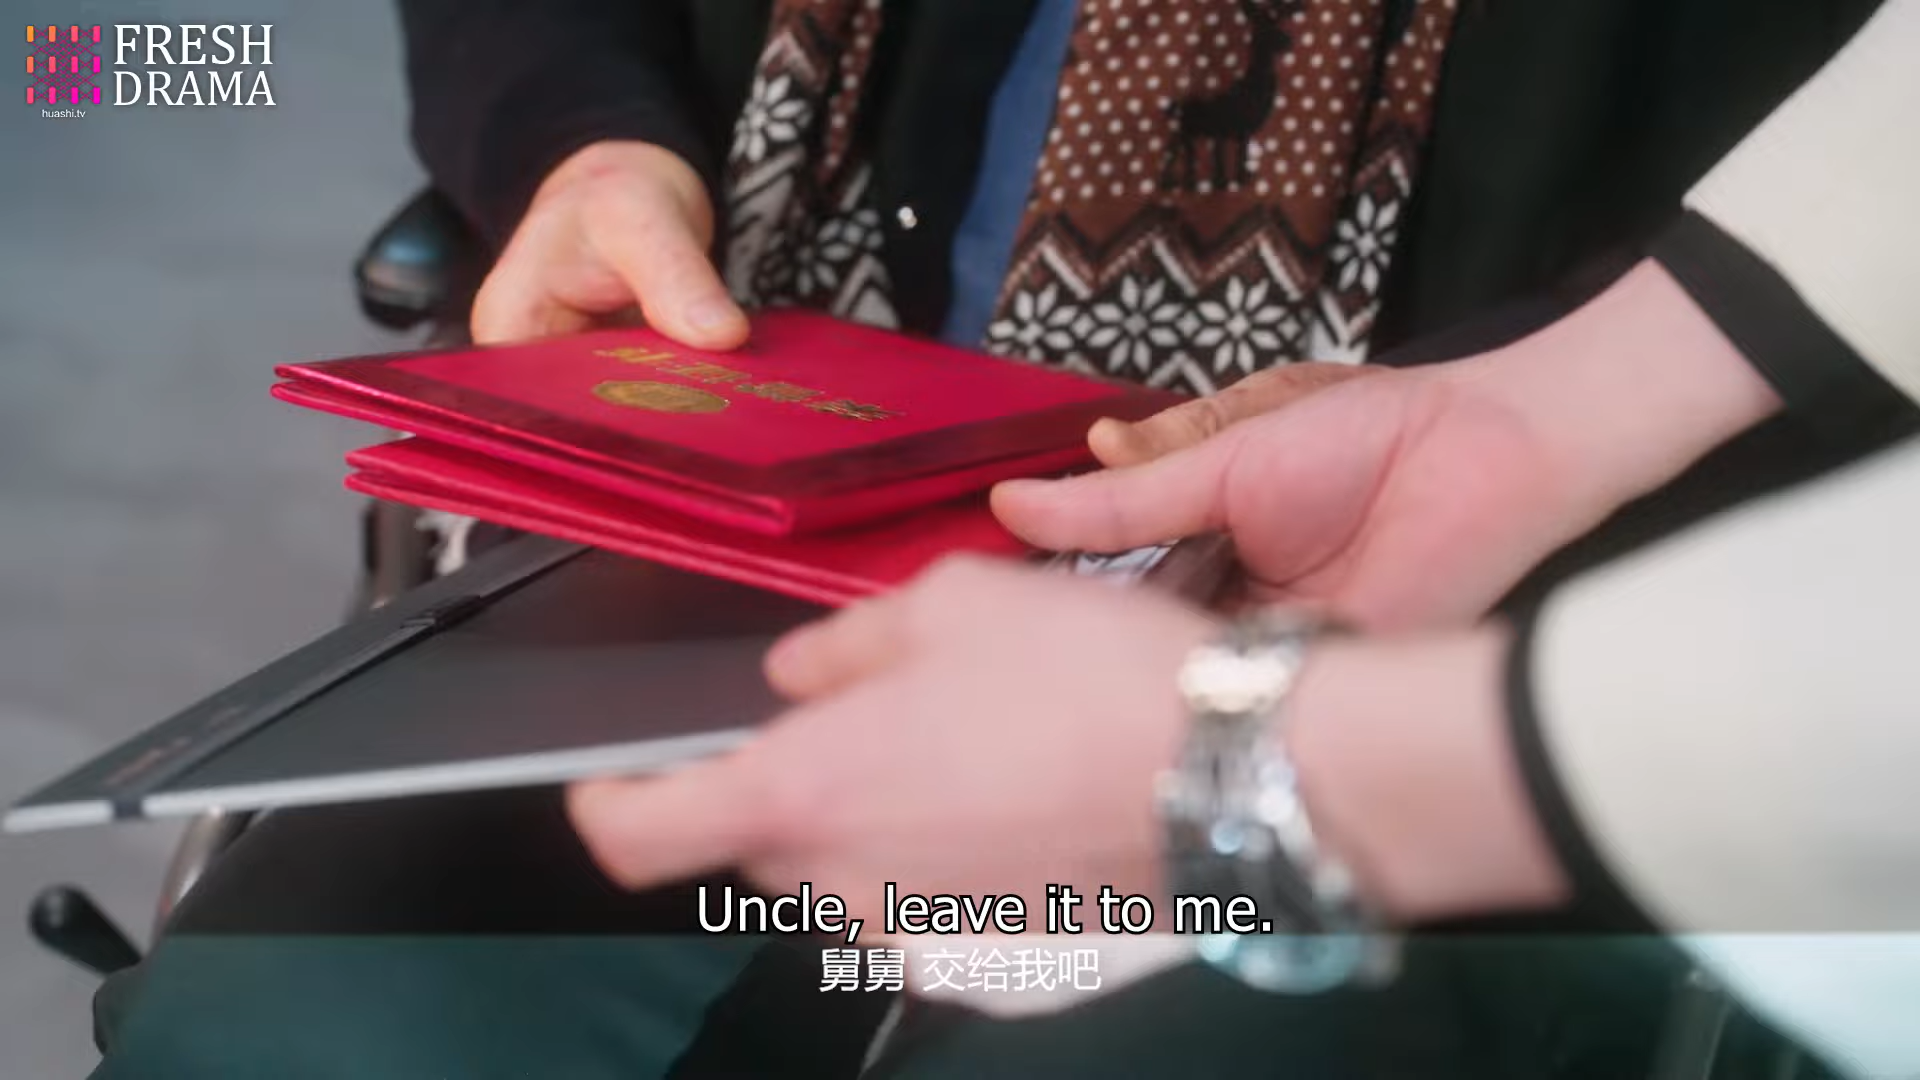 FRESH
DRAMA
huashi.tv
Uncle, leave it to me.
舅舅 交给我吧